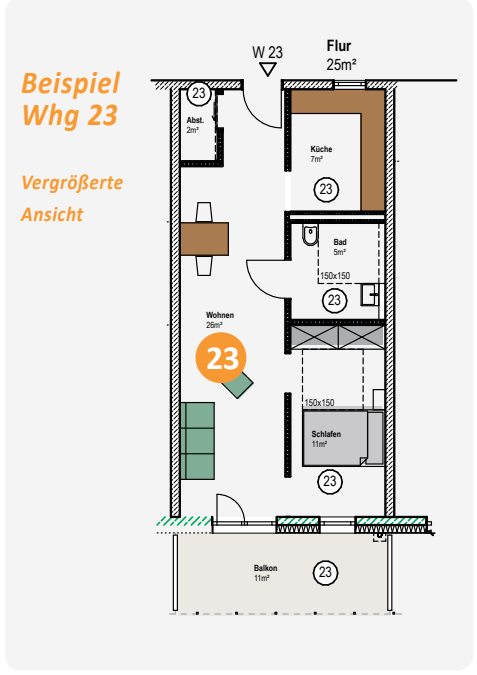 Beispiel
Whg 23
Vergrößerte
Ansicht
W 23
Flur
25m²
23
Abst.
2m²
Küche
7m²
23
Bad
5m²
150x150
23
Wohnen
26m²
23
150x150
Schlafen
11m²
23
Balkon
11m²
23